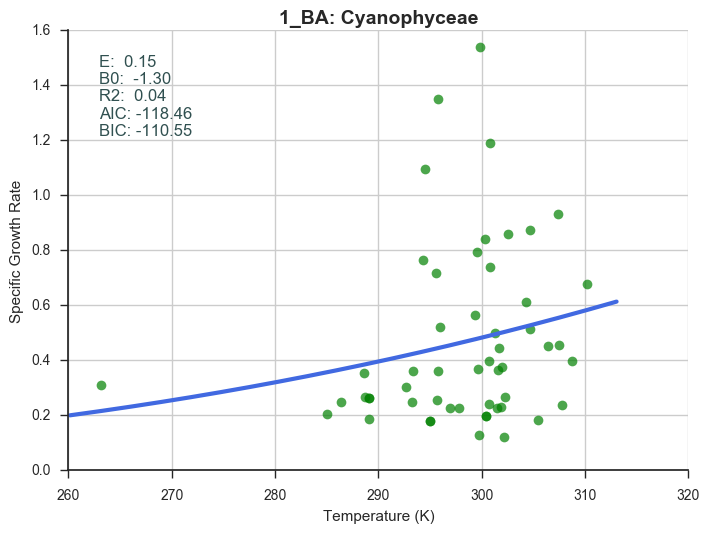 1_BA: Cyanophyceae
E:  0.15
B0:  -1.30
R2:  0.04
AIC: -118.46
BIC: -110.55
Specific Growth Rate
1.6
1.4
1.2
1.0
0.8
0.6
0.4
0.2
0.0
260 270 280 290 300 310 320
Temperature (K)